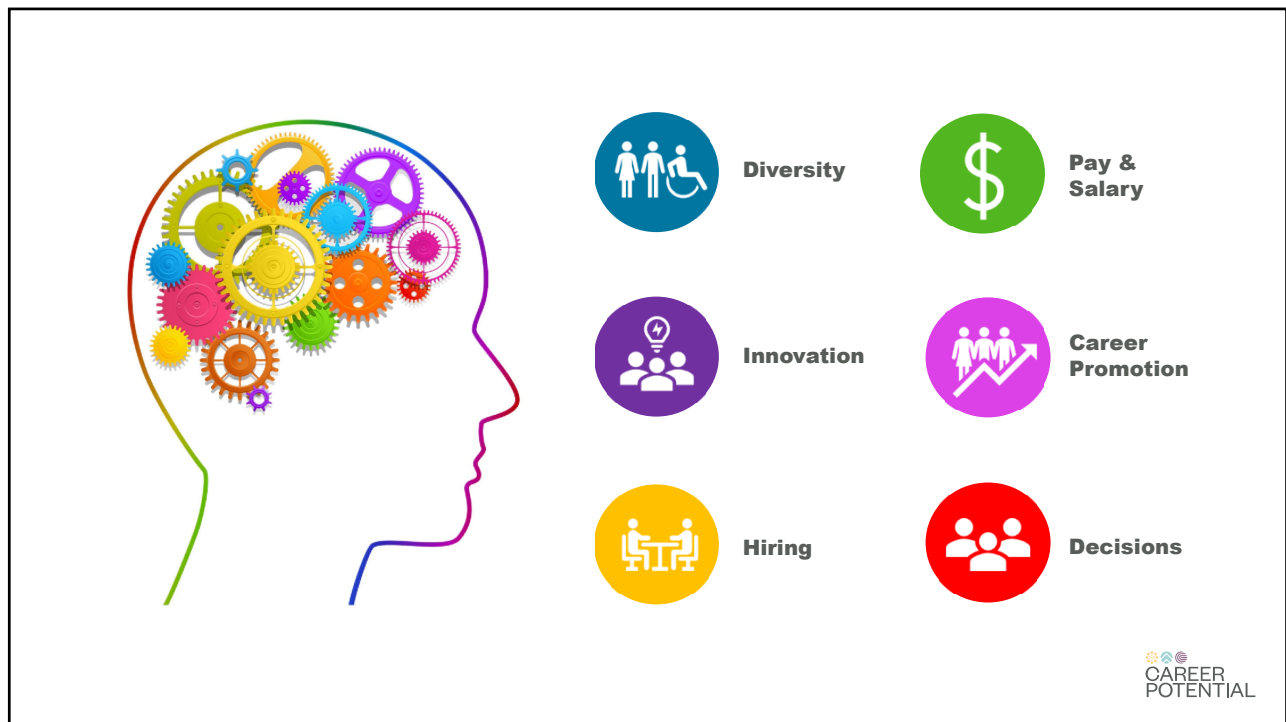 Diversity
Pay &
Salary
Innovation
Career
Promotion
Hiring
Decisions
CAREER
POTENTIAL